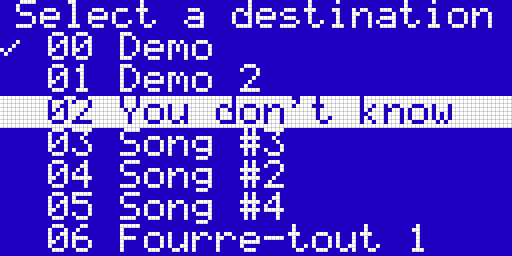 Select a destination
✓ 00 Demo
01 Demo 2
02 You don't know
03 Song #3
04 Song #2
05 Song #4
06 Fourre-tout 1